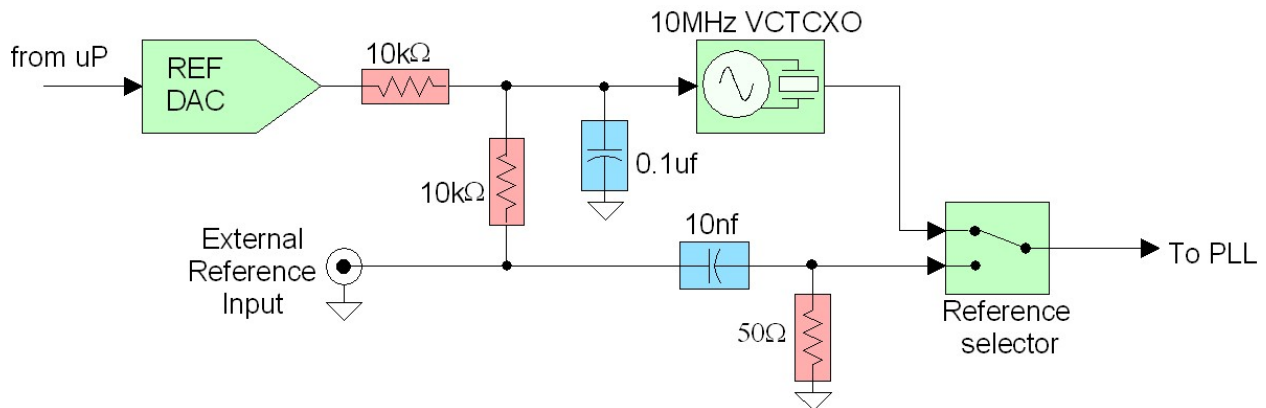 10MHz VCTCXO
from uP
REF
DAC
10kΩ
0.1uf
10kΩ
External
Reference
Input
10nf
50Ω
To PLL
Reference
selector